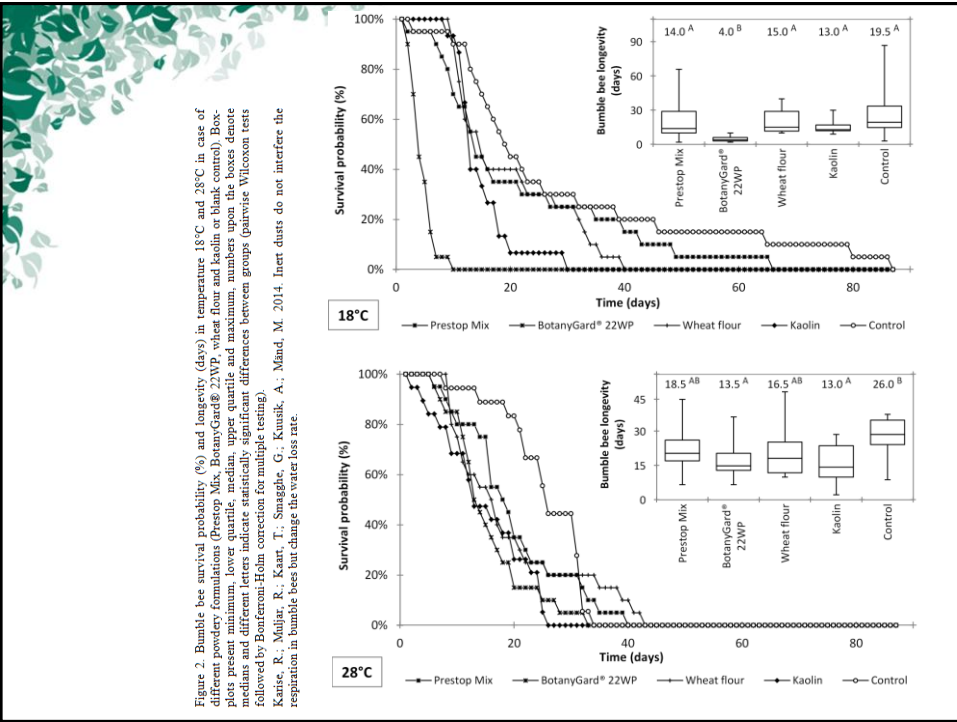 Figure 2. Bumble bee survival probability (%) and longevity (days) in temperature 18°C and 28°C in case of
different powdery formulations (Prestop Mix, BotanyGard® 22WP, wheat flour and kaolin or blank control). Box-
plots present minimum, lower quartile, median, upper quartile and maximum, numbers upon the boxes denote
medians and different letters indicate statistically significant differences between groups (pairwise Wilcoxon tests
followed by Bonferroni-Holm correction for multiple testing).
Karise, R.; Muljar, R.; Kaart, T.; Smagghe, G.; Kuusik, A.; Mänd, M. 2014. Inert dusts do not interfere the
respiration in bumble bees but change the water loss rate.
100%
80%
60%
40%
20%
0%
Survival probability (%)
0 20 40 60 80
Time (days)
18°C
Prestop Mix BotanyGard® 22WP Wheat flour Kaolin Control
Bumble bee longevity
(days)
90
60
30
0
14.0 A 4.0 B 15.0 A 13.0 A 19.5 A
Prestop Mix
BotanyGard®
22WP
Wheat flour
Kaolin
Control
100%
80%
60%
40%
20%
0%
Survival probability (%)
0 20 40 60 80
Time (days)
28°C
Prestop Mix BotanyGard® 22WP Wheat flour Kaolin Control
Bumble bee longevity
(days)
45
30
15
0
18.5 AB 13.5 A 16.5 AB 13.0 A 26.0 B
Prestop Mix
BotanyGard®
22WP
Wheat flour
Kaolin
Control